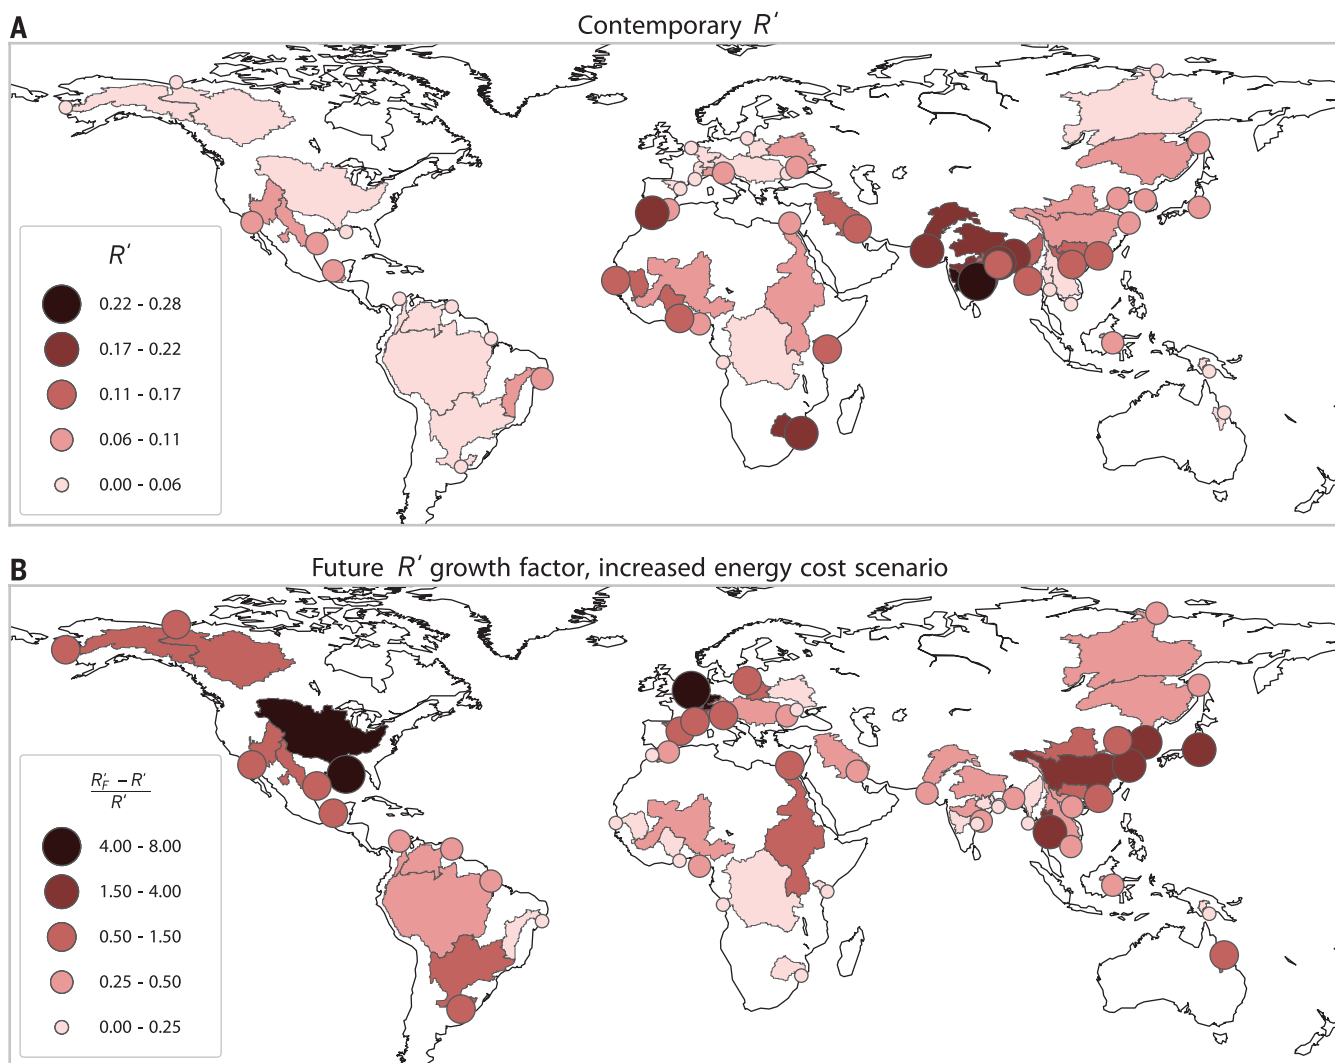 A
Contemporary R′
R′
0.22 - 0.28
0.17 - 0.22
0.11 - 0.17
0.06 - 0.11
0.00 - 0.06
B
Future R′ growth factor, increased energy cost scenario
R′F − R′
R′
4.00 - 8.00
1.50 - 4.00
0.50 - 1.50
0.25 - 0.50
0.00 - 0.25